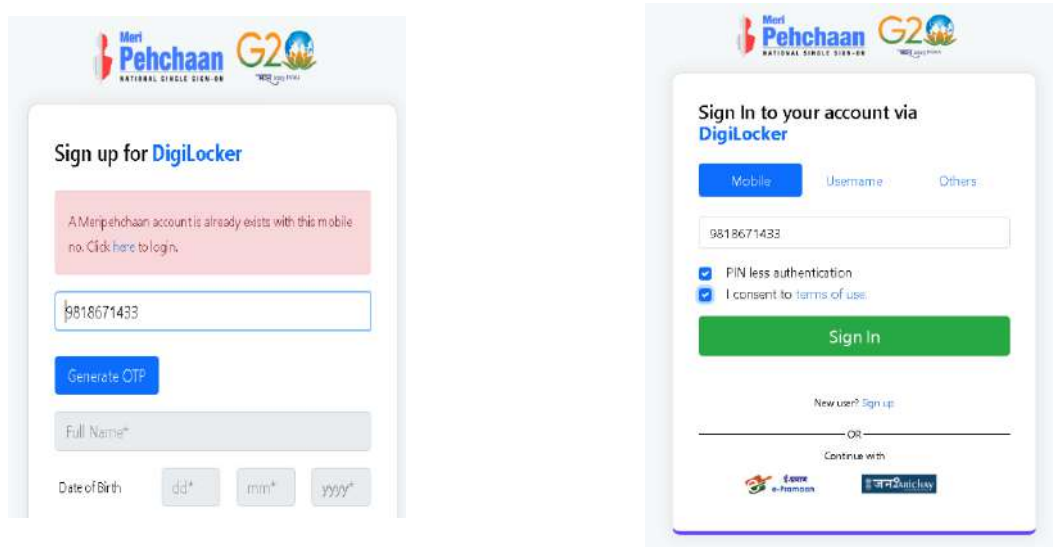 Meri
Pehchaan
NATIONAL SINGLE SIGN-ON
G20
Sign up for DigiLocker
A Meripehchaan account is already exists with this mobile
no. Click here to login.
9818671433
Generate OTP
Full Name*
Date of Birth dd* mm* yyyy*
Meri
Pehchaan
NATIONAL SINGLE SIGN-ON
G20
Sign In to your account via
DigiLocker
Mobile Username Others
9818671433
PIN less authentication
I consent to terms of use.
Sign In
New user? Sign up
OR
Continue with
ई-प्रमाण
e-Pramaan
जन